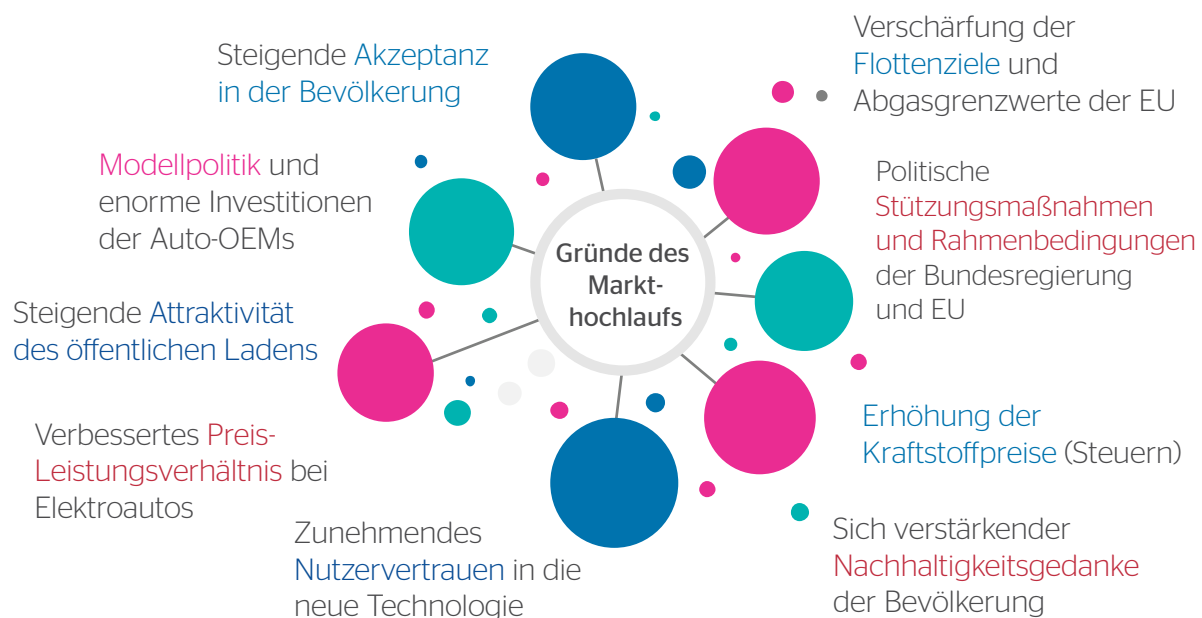 Steigende Akzeptanz
in der Bevölkerung
Verschärfung der
Flottenziele und
Abgasgrenzwerte der EU
Modellpolitik und
enorme Investitionen
der Auto-OEMs
Politische
Stützungsmaßnahmen
und Rahmenbedingungen
der Bundesregierung
und EU
Gründe des
Markt-
hochlaufs
Steigende Attraktivität
des öffentlichen Ladens
Erhöhung der
Kraftstoffpreise (Steuern)
Verbessertes Preis-
Leistungsverhältnis bei
Elektroautos
Zunehmendes
Nutzervertrauen in die
neue Technologie
Sich verstärkender
Nachhaltigkeitsgedanke
der Bevölkerung